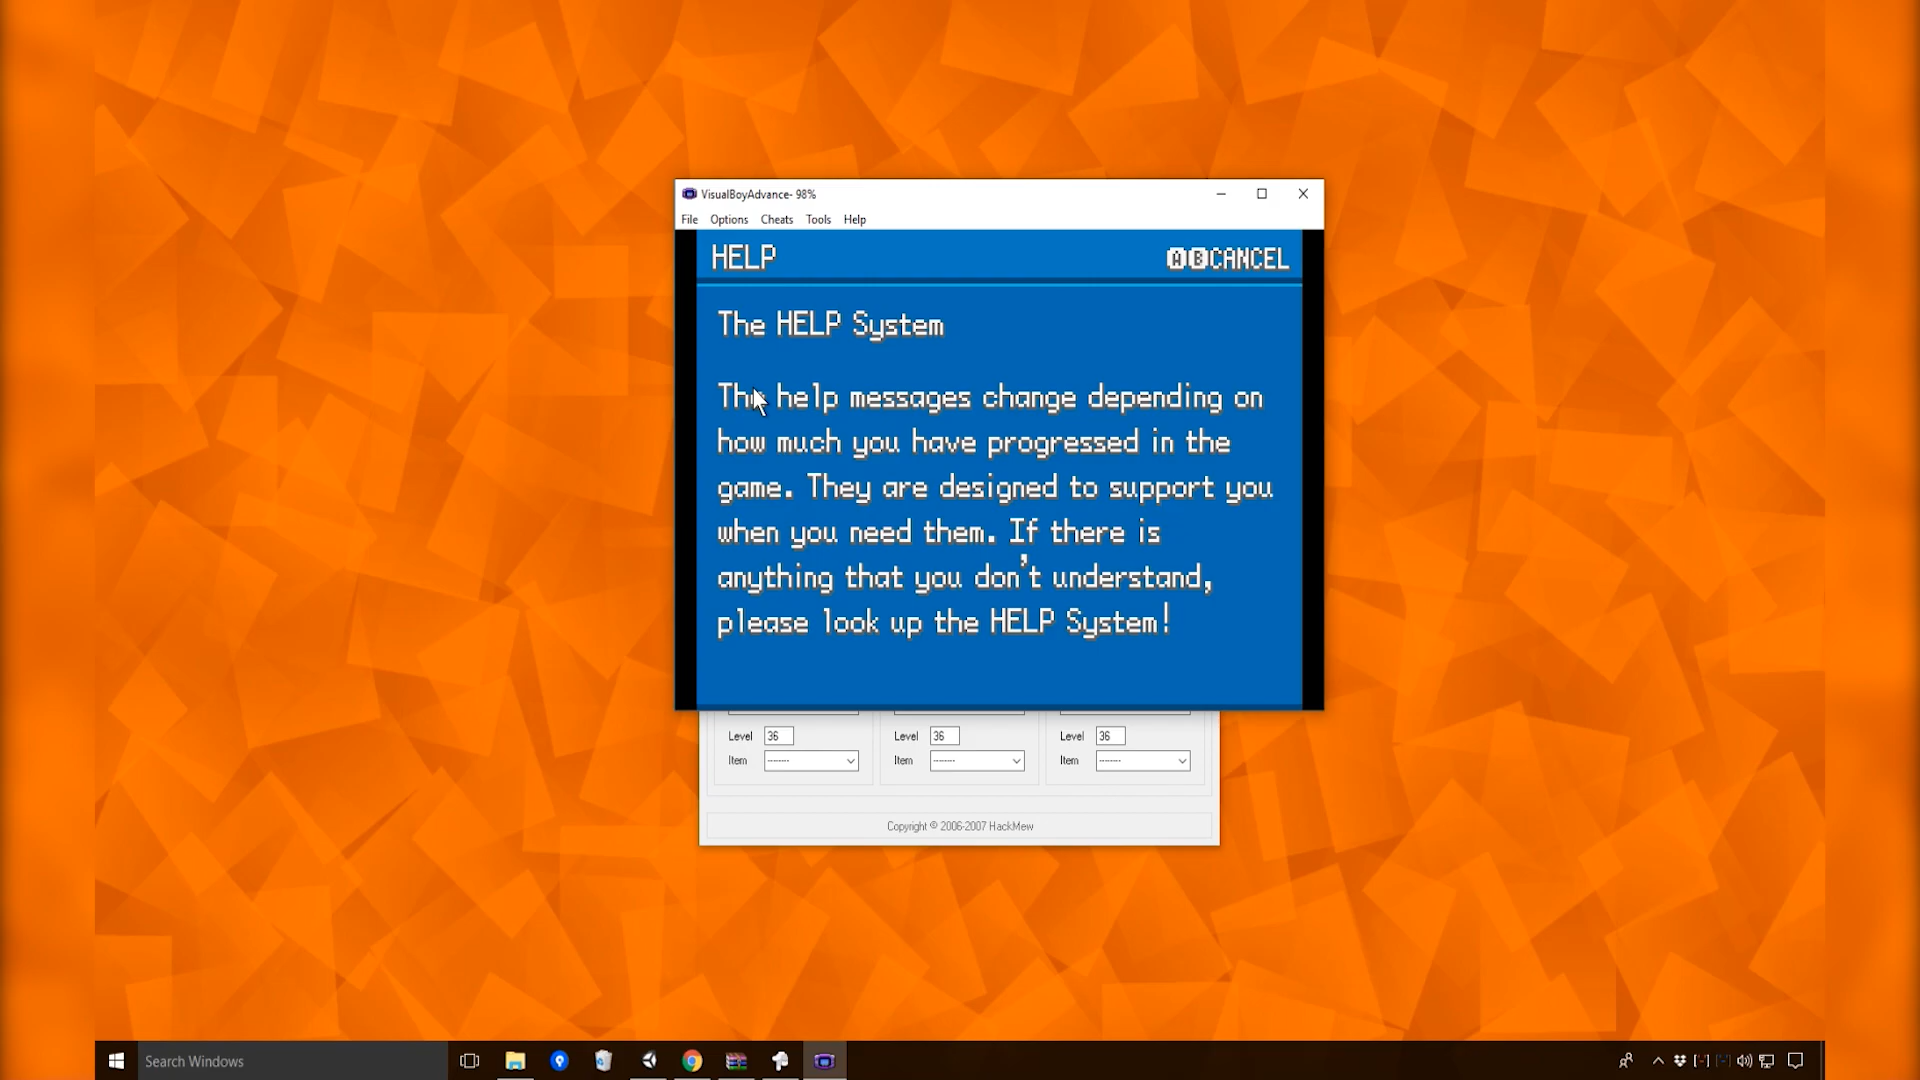 VisualBoyAdvance- 98%
File Options Cheats Tools Help
HELP
A B CANCEL
The HELP System
The help messages change depending on
how much you have progressed in the
game. They are designed to support you
when you need them. If there is
anything that you don't understand,
please look up the HELP System!
Level 36 Level 36 Level 36
Item -------- Item -------- Item --------
Copyright © 2006-2007 HackMew
Search Windows